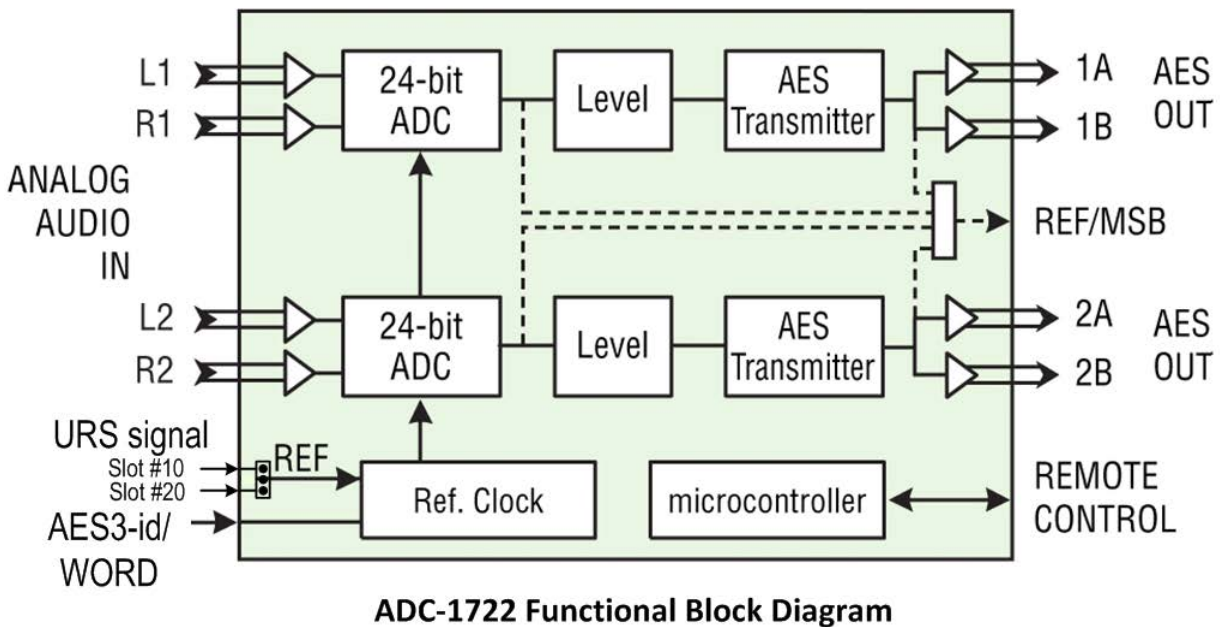 L1
R1
ANALOG
AUDIO
IN
24-bit
ADC
Level
AES
Transmitter
1A
1B
AES
OUT
REF/MSB
L2
R2
24-bit
ADC
Level
AES
Transmitter
2A
2B
AES
OUT
URS signal
Slot #10
Slot #20
REF
AES3-id/
WORD
Ref. Clock
microcontroller
REMOTE
CONTROL
ADC-1722 Functional Block Diagram